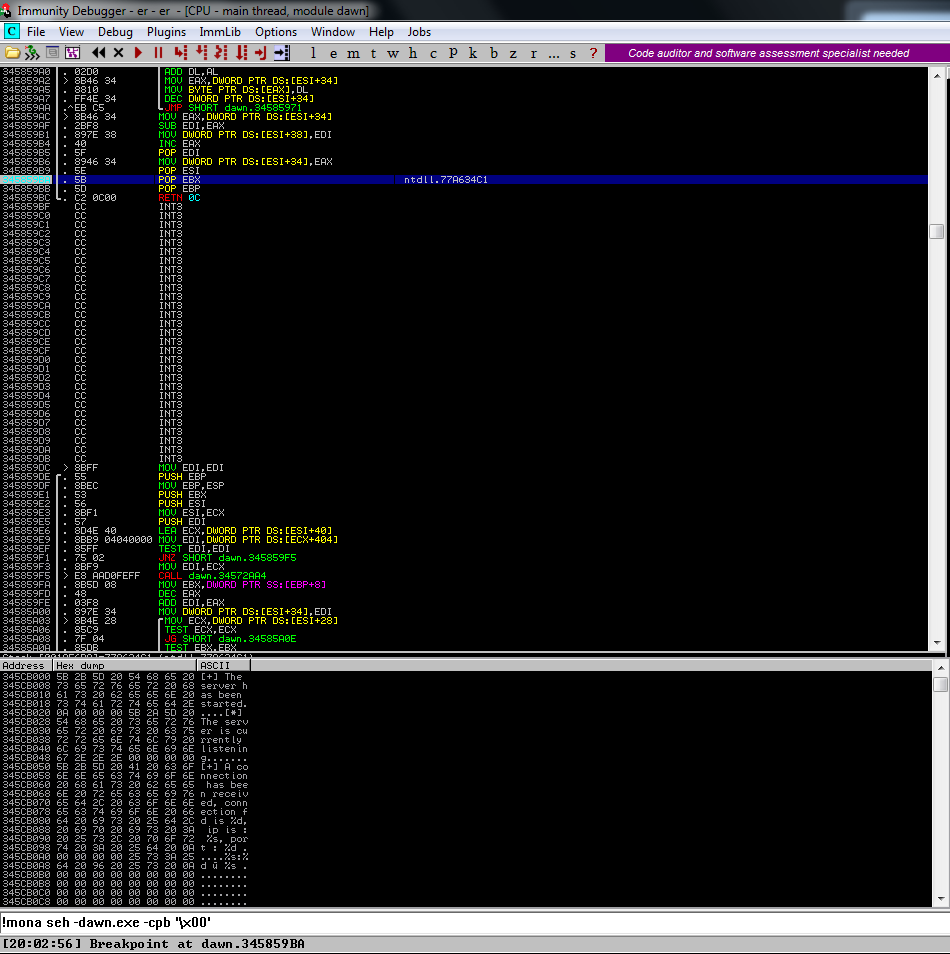 Immunity Debugger - er - er - [CPU - main thread, module dawn]
C File View Debug Plugins ImmLib Options Window Help Jobs
l e m t w h c p k b z r ... s ? Code auditor and software assessment specialist needed
345859A0 . 02D0 ADD DL,AL
345859A2 > 8B46 34 MOV EAX,DWORD PTR DS:[ESI+34]
345859A5 . 8810 MOV BYTE PTR DS:[EAX],DL
345859A7 . FF4E 34 DEC DWORD PTR DS:[ESI+34]
345859AA .^EB C5 JMP SHORT dawn.34585971
345859AC > 8B46 34 MOV EAX,DWORD PTR DS:[ESI+34]
345859AF . 2BF8 SUB EDI,EAX
345859B1 . 897E 38 MOV DWORD PTR DS:[ESI+38],EDI
345859B4 . 40 INC EAX
345859B5 . 5F POP EDI
345859B6 . 8946 34 MOV DWORD PTR DS:[ESI+34],EAX
345859B9 . 5E POP ESI
. 5B POP EBX ntdll.77A634C1
345859BB . 5D POP EBP
345859BC . C2 0C00 RETN 0C
345859BF CC INT3
345859C0 CC INT3
345859C1 CC INT3
345859C2 CC INT3
345859C3 CC INT3
345859C4 CC INT3
345859C5 CC INT3
345859C6 CC INT3
345859C7 CC INT3
345859C8 CC INT3
345859C9 CC INT3
345859CA CC INT3
345859CB CC INT3
345859CC CC INT3
345859CD CC INT3
345859CE CC INT3
345859CF CC INT3
345859D0 CC INT3
345859D1 CC INT3
345859D2 CC INT3
345859D3 CC INT3
345859D4 CC INT3
345859D5 CC INT3
345859D6 CC INT3
345859D7 CC INT3
345859D8 CC INT3
345859D9 CC INT3
345859DA CC INT3
345859DB CC INT3
345859DC > 8BFF MOV EDI,EDI
345859DE . 55 PUSH EBP
345859DF . 8BEC MOV EBP,ESP
345859E1 . 53 PUSH EBX
345859E2 . 56 PUSH ESI
345859E3 . 8BF1 MOV ESI,ECX
345859E5 . 57 PUSH EDI
345859E6 . 8D4E 40 LEA ECX,DWORD PTR DS:[ESI+40]
345859E9 . 8BB9 04040000 MOV EDI,DWORD PTR DS:[ECX+404]
345859EF . 85FF TEST EDI,EDI
345859F1 . 75 02 JNZ SHORT dawn.345859F5
345859F3 . 8BF9 MOV EDI,ECX
345859F5 > E8 AAD0FEFF CALL dawn.34572AA4
345859FA . 8B5D 08 MOV EBX,DWORD PTR SS:[EBP+8]
345859FD . 48 DEC EAX
345859FE . 03F8 ADD EDI,EAX
34585A00 . 897E 34 MOV DWORD PTR DS:[ESI+34],EDI
34585A03 > 8B4E 28 MOV ECX,DWORD PTR DS:[ESI+28]
34585A06 . 85C9 TEST ECX,ECX
34585A08 . 7F 04 JG SHORT dawn.34585A0E
34585A0A . 85DB TEST EBX,EBX
Address Hex dump ASCII
345CB000 5B 2B 5D 20 54 68 65 20 [+] The
345CB008 73 65 72 76 65 72 20 68 server h
345CB010 61 73 20 62 65 65 6E 20 as been
345CB018 73 74 61 72 74 65 64 2E started.
345CB020 0A 00 00 00 5B 2A 5D 20 ....[*]
345CB028 54 68 65 20 73 65 72 76 The serv
345CB030 65 72 20 69 73 20 63 75 er is cu
345CB038 72 72 65 6E 74 6C 79 20 rrently
345CB040 6C 69 73 74 65 6E 69 6E listenin
345CB048 67 2E 2E 2E 00 00 00 00 g.......
345CB050 5B 2B 5D 20 41 20 63 6F [+] A co
345CB058 6E 6E 65 63 74 69 6F 6E nnection
345CB060 20 68 61 73 20 62 65 65 has bee
345CB068 6E 20 72 65 63 65 69 76 n receiv
345CB070 65 64 2C 20 63 6F 6E 6E ed, conn
345CB078 65 63 74 69 6F 6E 20 66 ection f
345CB080 64 20 69 73 20 25 64 2C d is %d,
345CB088 20 69 70 20 69 73 20 3A ip is :
345CB090 20 25 73 2C 20 70 6F 72 %s, por
345CB098 74 20 3A 20 25 64 20 0A t : %d .
345CB0A0 00 00 00 00 25 73 3A 25 ....%s:%
345CB0A8 64 20 96 20 25 73 20 0A d û %s .
345CB0B0 00 00 00 00 00 00 00 00 ........
345CB0B8 00 00 00 00 00 00 00 00 ........
345CB0C0 00 00 00 00 00 00 00 00 ........
345CB0C8 00 00 00 00 00 00 00 00 ........
!mona seh -dawn.exe -cpb '\x00'
[20:02:56] Breakpoint at dawn.345859BA